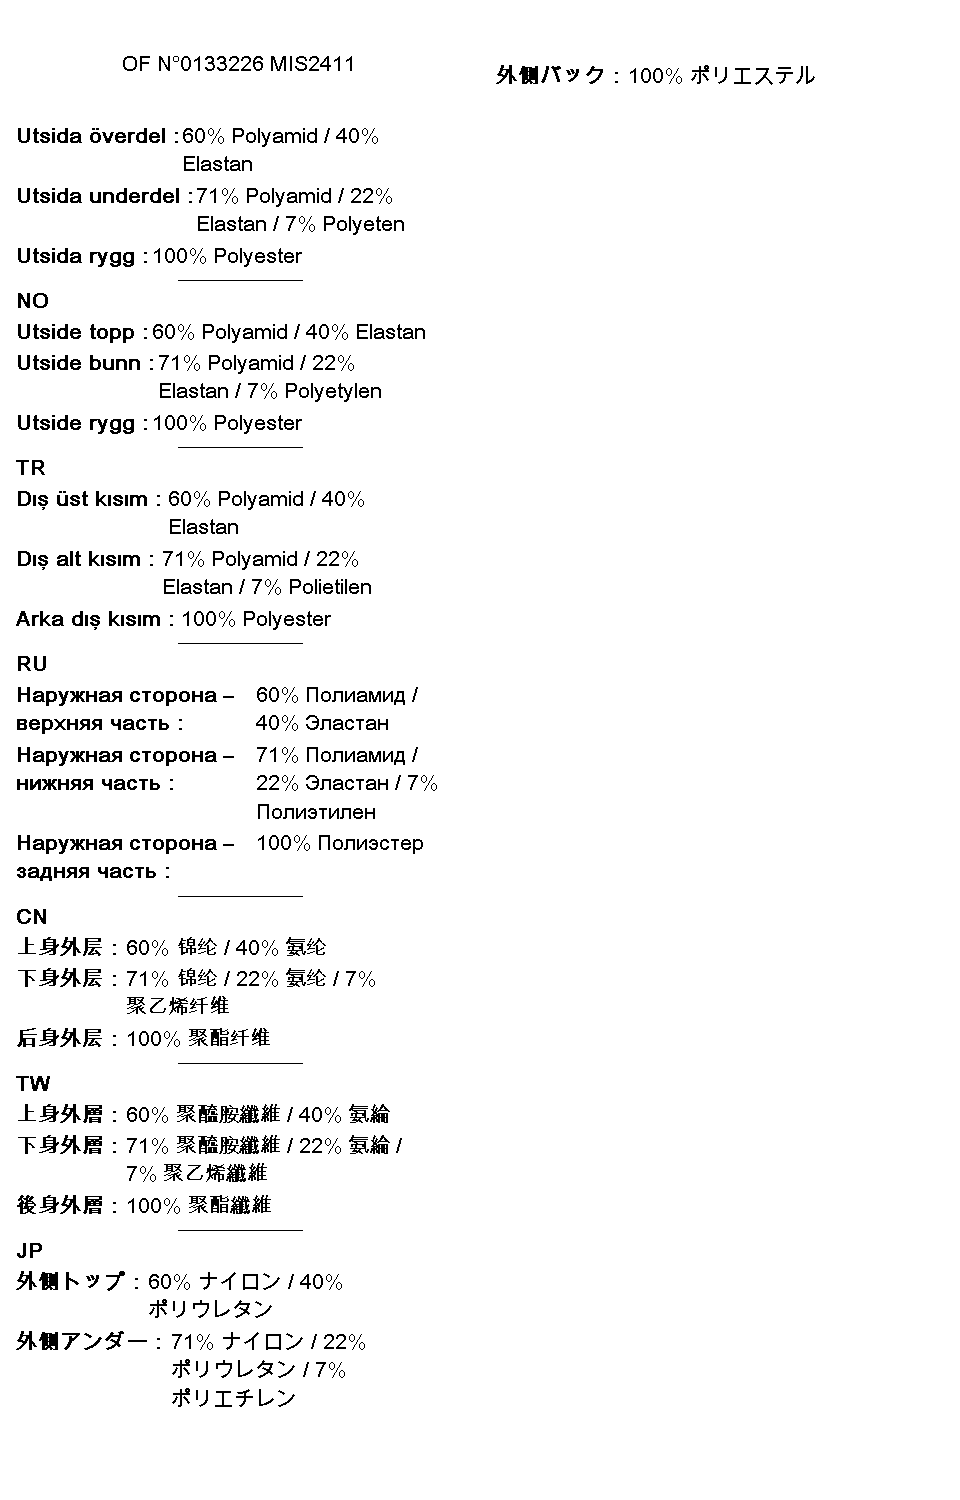 OF N°0133226 MIS2411
Utsida överdel : 60% Polyamid / 40%
Elastan
Utsida underdel : 71% Polyamid / 22%
Elastan / 7% Polyeten
Utsida rygg : 100% Polyester
NO
Utside topp : 60% Polyamid / 40% Elastan
Utside bunn : 71% Polyamid / 22%
Elastan / 7% Polyetylen
Utside rygg : 100% Polyester
TR
Dış üst kısım : 60% Polyamid / 40%
Elastan
Dış alt kısım : 71% Polyamid / 22%
Elastan / 7% Polietilen
Arka dış kısım : 100% Polyester
RU
Наружная сторона – 60% Полиамид /
верхняя часть : 40% Эластан
Наружная сторона – 71% Полиамид /
нижняя часть : 22% Эластан / 7%
Полиэтилен
Наружная сторона – 100% Полиэстер
задняя часть :
CN
上身外层 : 60% 锦纶 / 40% 氨纶
下身外层 : 71% 锦纶 / 22% 氨纶 / 7%
聚乙烯纤维
后身外层 : 100% 聚酯纤维
TW
上身外層 : 60% 聚醯胺纖維 / 40% 氨綸
下身外層 : 71% 聚醯胺纖維 / 22% 氨綸 /
7% 聚乙烯纖維
後身外層 : 100% 聚酯纖維
JP
外側トップ : 60% ナイロン / 40%
ポリウレタン
外側アンダー : 71% ナイロン / 22%
ポリウレタン / 7%
ポリエチレン
外側バック : 100% ポリエステル